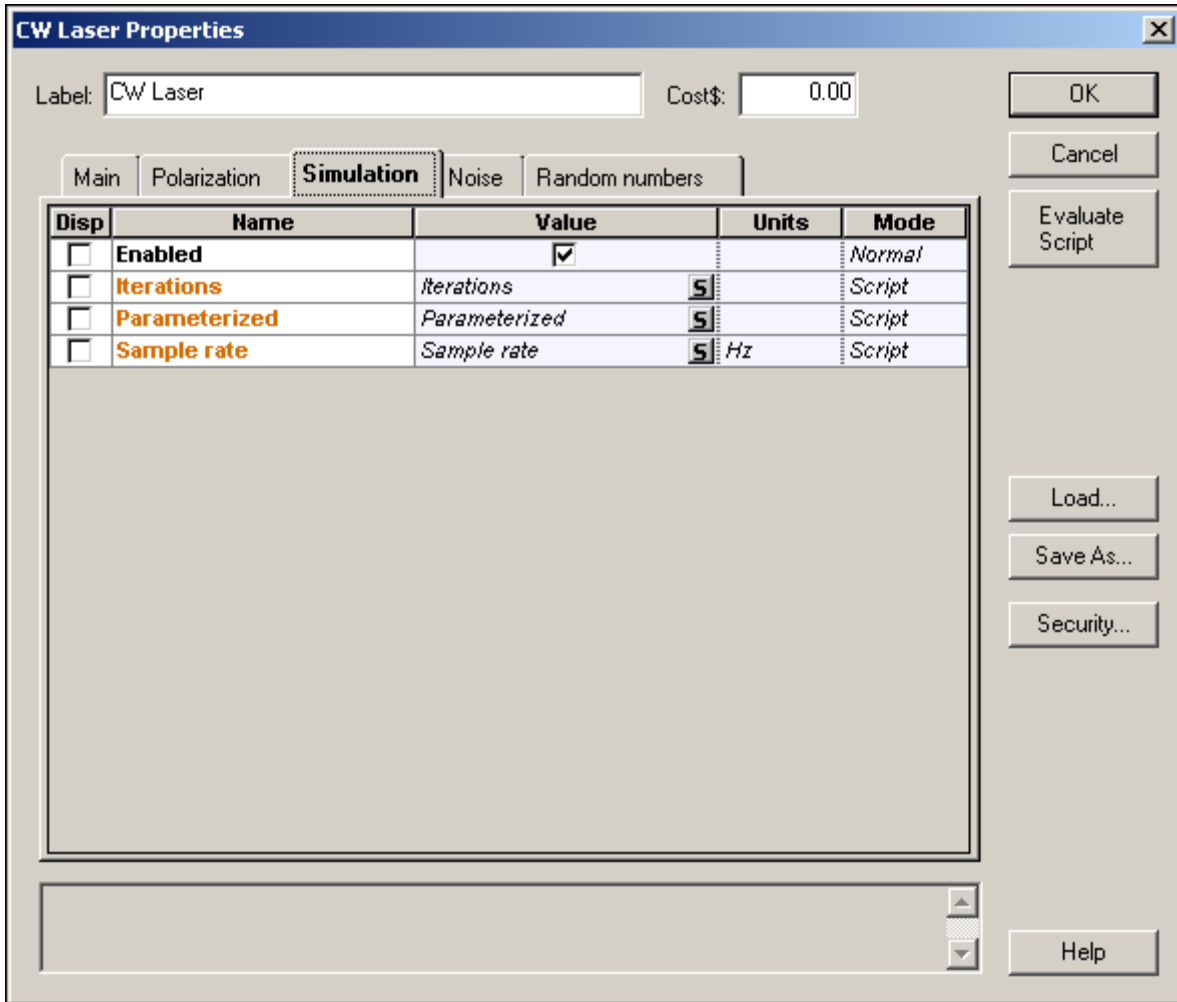 CW Laser Properties
Label: CW Laser Cost$: 0.00 OK
Cancel
Main Polarization Simulation Noise Random numbers
Disp Name Value Units Mode
Evaluate Script
Enabled Normal
Iterations Iterations S Script
Parameterized Parameterized S Script
Sample rate Sample rate S Hz Script
Load...
Save As...
Security...
Help